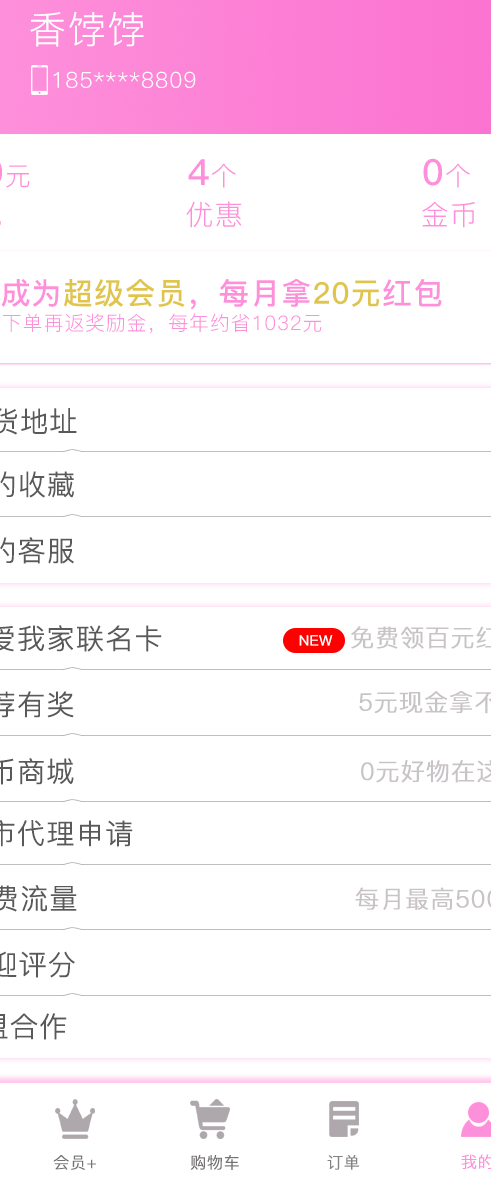 香饽饽
185****8809
元 4个 0个
优惠 金币
成为超级会员，每月拿20元红包
下单再返奖励金，每年约省1032元
货地址
的收藏
的客服
爱我家联名卡 NEW 免费领百元红
荐有奖 5元现金拿不
币商城 0元好物在这
市代理申请
费流量 每月最高500
迎评分
盟合作
会员+ 购物车 订单 我的